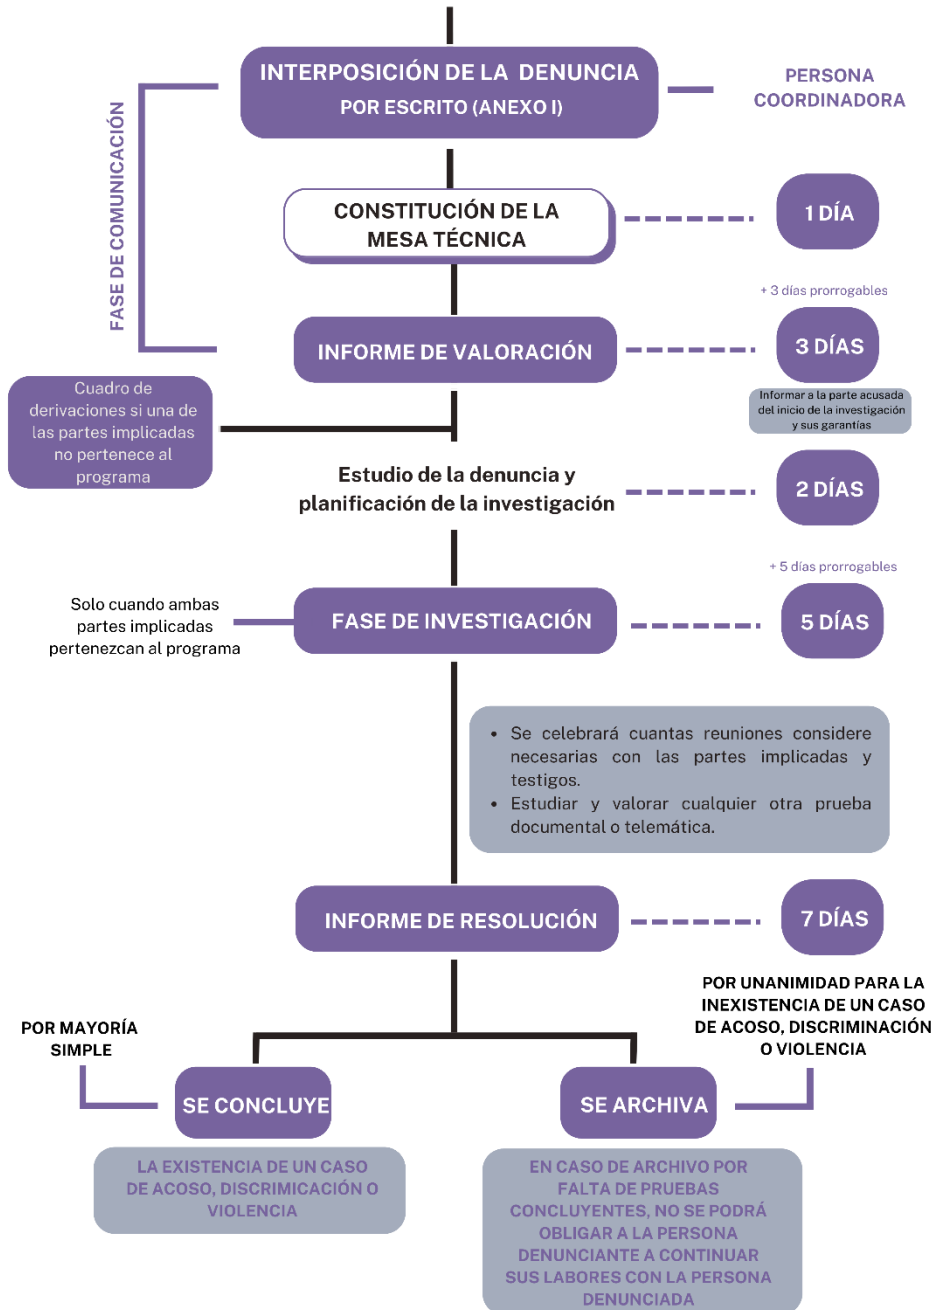 INTERPOSICIÓN DE LA DENUNCIA
POR ESCRITO (ANEXO I)
PERSONA
COORDINADORA
FASE DE COMUNICACIÓN
CONSTITUCIÓN DE LA
MESA TÉCNICA
1 DÍA
+ 3 días prorrogables
INFORME DE VALORACIÓN
3 DÍAS
Informar a la parte acusada
del inicio de la investigación
y sus garantías
Cuadro de
derivaciones si una de
las partes implicadas
no pertenece al
programa
Estudio de la denuncia y
planificación de la investigación
2 DÍAS
+ 5 días prorrogables
Solo cuando ambas
partes implicadas
pertenezcan al programa
FASE DE INVESTIGACIÓN
5 DÍAS
• Se celebrará cuantas reuniones considere
necesarias con las partes implicadas y
testigos.
• Estudiar y valorar cualquier otra prueba
documental o telemática.
INFORME DE RESOLUCIÓN
7 DÍAS
POR MAYORÍA
SIMPLE
POR UNANIMIDAD PARA LA
INEXISTENCIA DE UN CASO
DE ACOSO, DISCRIMINACIÓN
O VIOLENCIA
SE CONCLUYE
SE ARCHIVA
LA EXISTENCIA DE UN CASO
DE ACOSO, DISCRIMICACIÓN O
VIOLENCIA
EN CASO DE ARCHIVO POR
FALTA DE PRUEBAS
CONCLUYENTES, NO SE PODRÁ
OBLIGAR A LA PERSONA
DENUNCIANTE A CONTINUAR
SUS LABORES CON LA PERSONA
DENUNCIADA